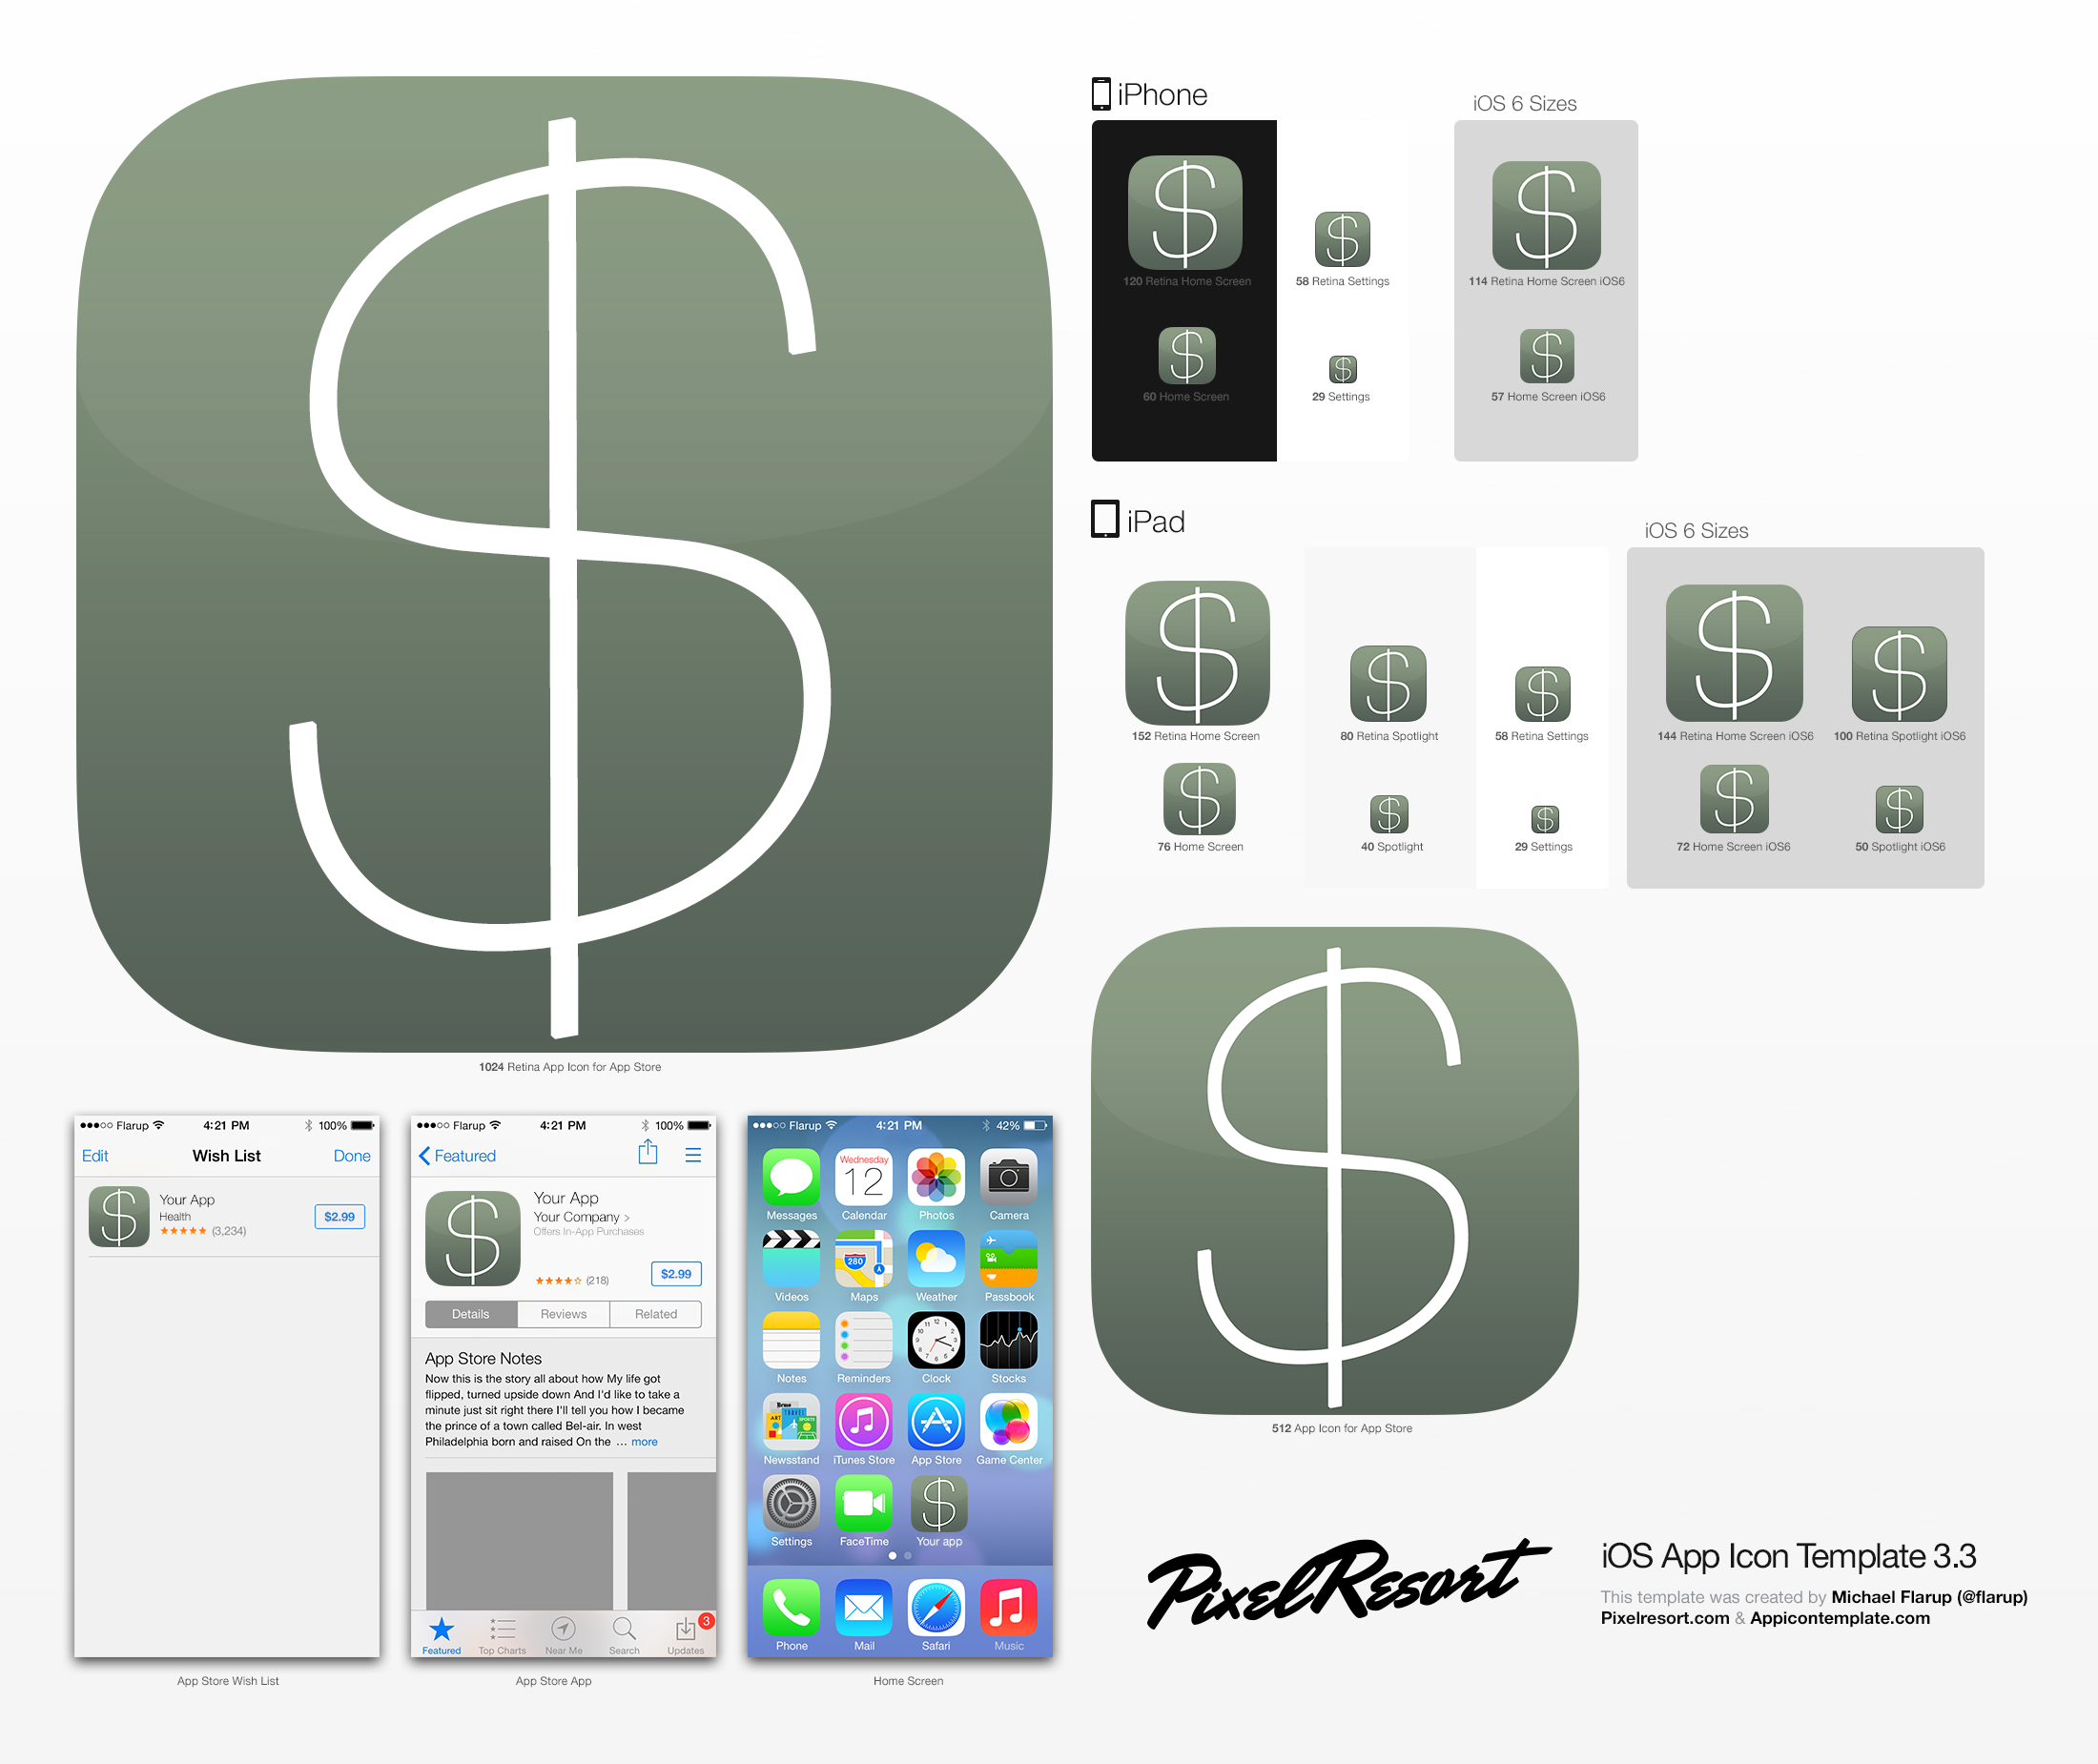 iPhone
iOS 6 Sizes
120 Retina Home Screen
58 Retina Settings
114 Retina Home Screen iOS6
60 Home Screen
29 Settings
57 Home Screen iOS6
iPad
iOS 6 Sizes
152 Retina Home Screen
80 Retina Spotlight
58 Retina Settings
144 Retina Home Screen iOS6
100 Retina Spotlight iOS6
76 Home Screen
40 Spotlight
29 Settings
72 Home Screen iOS6
50 Spotlight iOS6
$
1024 Retina App Icon for App Store
512 App Icon for App Store
Flarup 4:21 PM 100%
Edit Wish List Done
Your App
Health
(3,234)
$2.99
App Store Wish List
Flarup 4:21 PM 100%
Featured
Your App
Your Company >
Offers In-App Purchases
(218)
$2.99
Details Reviews Related
App Store Notes
Now this is the story all about how My life got
flipped, turned upside down And I'd like to take a
minute just sit right there I'll tell you how I became
the prince of a town called Bel-air. In west
Philadelphia born and raised On the ... more
3
Featured Top Charts Near Me Search Updates
App Store App
Flarup 4:21 PM 42%
Wednesday
12
Messages Calendar Photos Camera
280
Videos Maps Weather Passbook
Notes Reminders Clock Stocks
ART TRAVEL SPORTS
Newsstand iTunes Store App Store Game Center
Settings FaceTime Your app
Phone Mail Safari Music
Home Screen
PixelResort
iOS App Icon Template 3.3
This template was created by Michael Flarup (@flarup)
Pixelresort.com & Appicontemplate.com